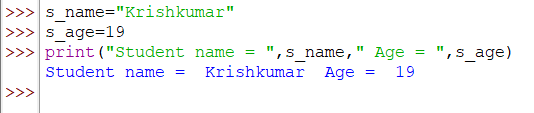 >>> s_name="Krishkumar"
>>> s_age=19
>>> print("Student name = ",s_name," Age = ",s_age)
Student name =  Krishkumar  Age =  19
>>>